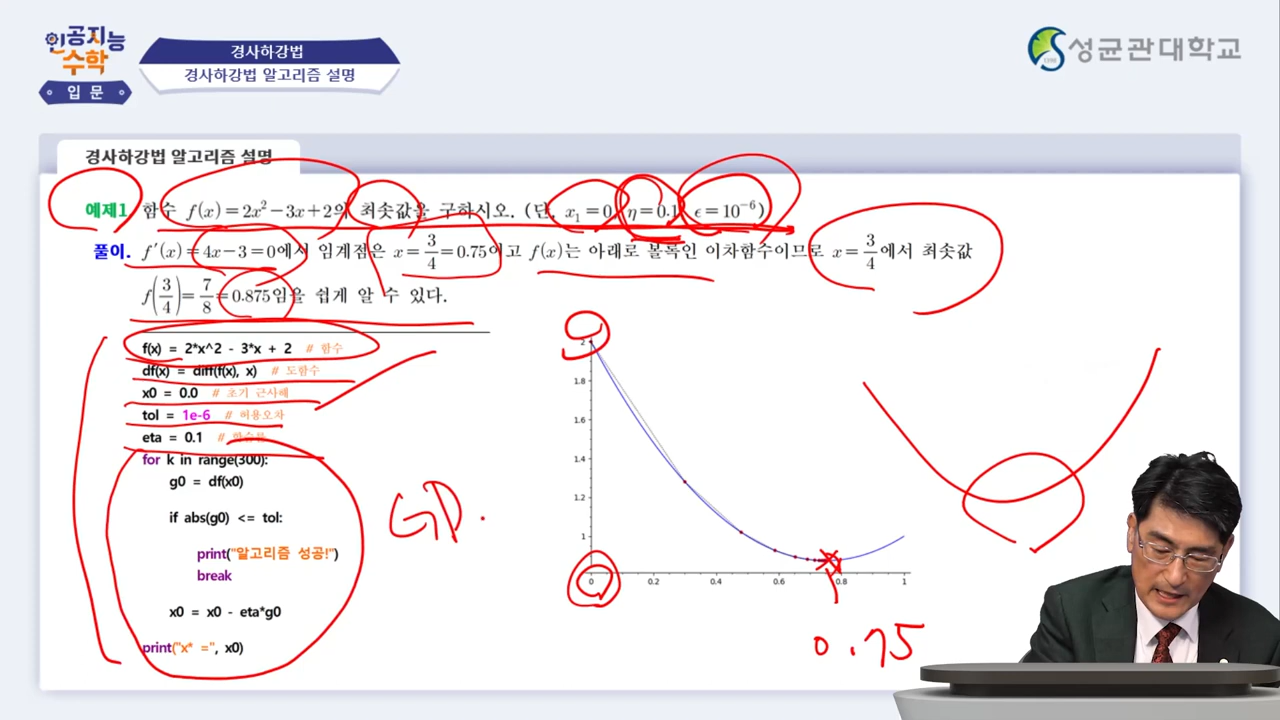 인공지능
수학
입 문
경사하강법
경사하강법 알고리즘 설명
성균관대학교
경사하강법 알고리즘 설명
예제1. 함수 f(x)=2x²-3x+2의 최솟값을 구하시오. (단, x₁=0, η=0.1, ϵ=10⁻⁶)
풀이. f′(x)=4x-3=0에서 임계점은 x=3/4=0.75이고 f(x)는 아래로 볼록인 이차함수이므로 x=3/4에서 최솟값
f(3/4)=7/8=0.875임을 쉽게 알 수 있다.
f(x) = 2*x^2 - 3*x + 2 # 함수
df(x) = diff(f(x), x) # 도함수
x0 = 0.0 # 초기 근사해
tol = 1e-6 # 허용오차
eta = 0.1 # 학습률
for k in range(300):
g0 = df(x0)
if abs(g0) <= tol:
print("알고리즘 성공!")
break
x0 = x0 - eta*g0
print("x* =", x0)
GD.
2
1.8
1.6
1.4
1.2
1
0 0.2 0.4 0.6 0.8 1
0.75